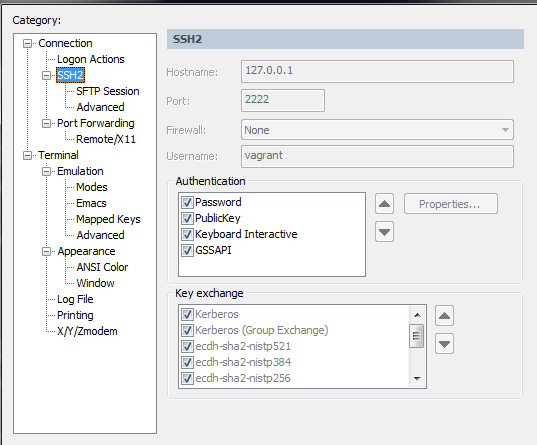 Category:
Connection
Logon Actions
SSH2
SFTP Session
Advanced
Port Forwarding
Remote/X11
Terminal
Emulation
Modes
Emacs
Mapped Keys
Advanced
Appearance
ANSI Color
Window
Log File
Printing
X/Y/Zmodem
SSH2
Hostname: 127.0.0.1
Port: 2222
Firewall: None
Username: vagrant
Authentication
Password
PublicKey
Keyboard Interactive
GSSAPI
Properties...
Key exchange
Kerberos
Kerberos (Group Exchange)
ecdh-sha2-nistp521
ecdh-sha2-nistp384
ecdh-sha2-nistp256